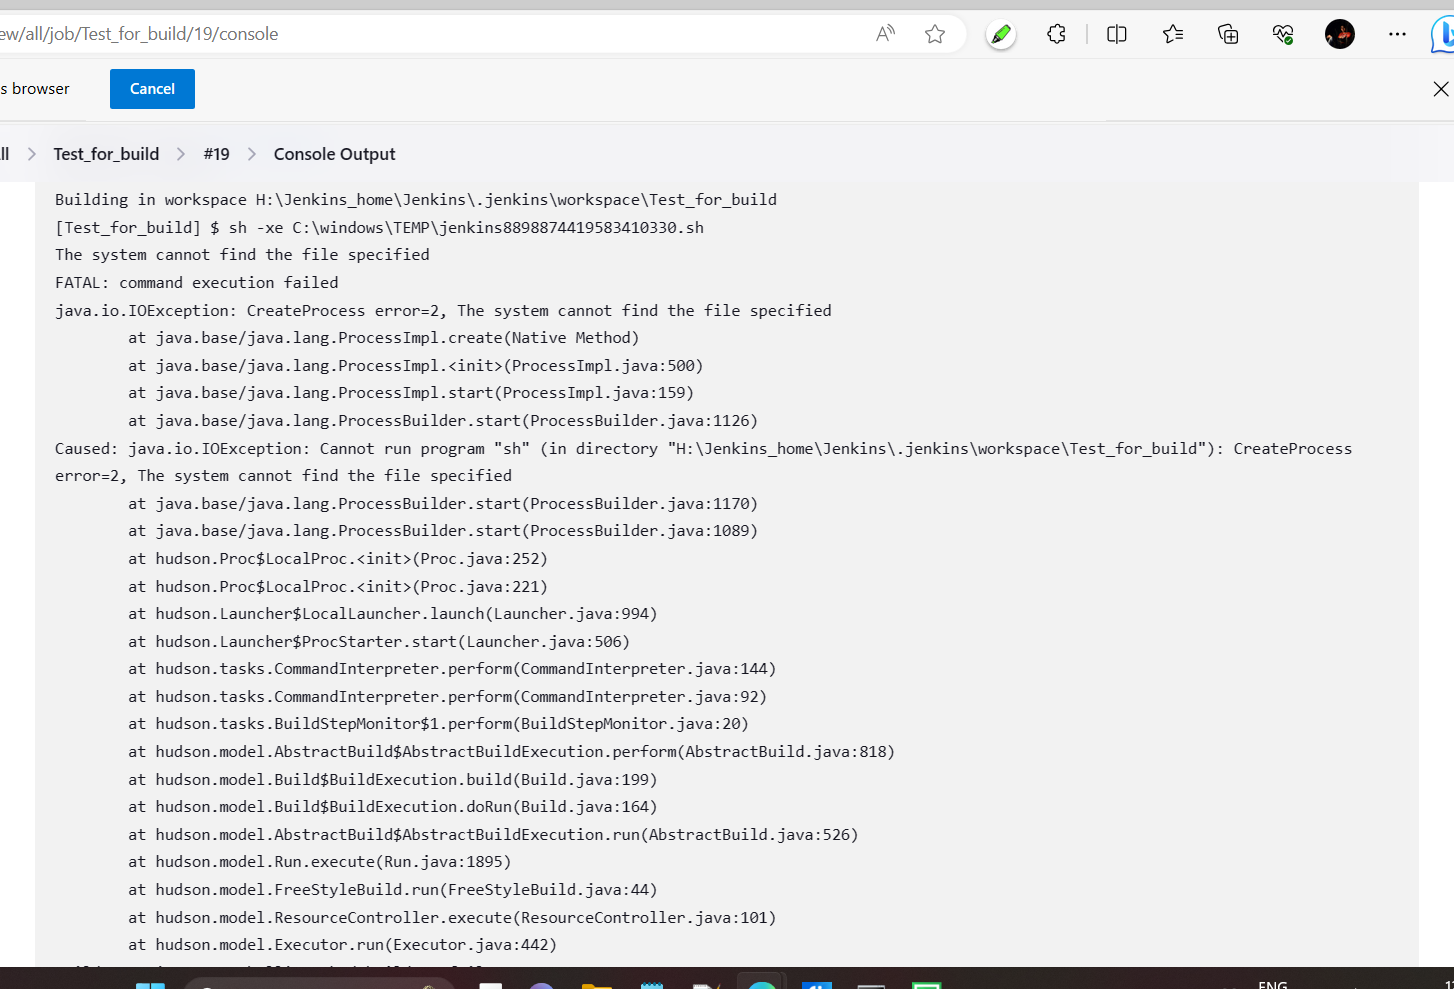 ew/all/job/Test_for_build/19/console
s browser
Cancel
ll > Test_for_build > #19 > Console Output
Building in workspace H:\Jenkins_home\Jenkins\.jenkins\workspace\Test_for_build
[Test_for_build] $ sh -xe C:\windows\TEMP\jenkins8898874419583410330.sh
The system cannot find the file specified
FATAL: command execution failed
java.io.IOException: CreateProcess error=2, The system cannot find the file specified
at java.base/java.lang.ProcessImpl.create(Native Method)
at java.base/java.lang.ProcessImpl.<init>(ProcessImpl.java:500)
at java.base/java.lang.ProcessImpl.start(ProcessImpl.java:159)
at java.base/java.lang.ProcessBuilder.start(ProcessBuilder.java:1126)
Caused: java.io.IOException: Cannot run program "sh" (in directory "H:\Jenkins_home\Jenkins\.jenkins\workspace\Test_for_build"): CreateProcess
error=2, The system cannot find the file specified
at java.base/java.lang.ProcessBuilder.start(ProcessBuilder.java:1170)
at java.base/java.lang.ProcessBuilder.start(ProcessBuilder.java:1089)
at hudson.Proc$LocalProc.<init>(Proc.java:252)
at hudson.Proc$LocalProc.<init>(Proc.java:221)
at hudson.Launcher$LocalLauncher.launch(Launcher.java:994)
at hudson.Launcher$ProcStarter.start(Launcher.java:506)
at hudson.tasks.CommandInterpreter.perform(CommandInterpreter.java:144)
at hudson.tasks.CommandInterpreter.perform(CommandInterpreter.java:92)
at hudson.tasks.BuildStepMonitor$1.perform(BuildStepMonitor.java:20)
at hudson.model.AbstractBuild$AbstractBuildExecution.perform(AbstractBuild.java:818)
at hudson.model.Build$BuildExecution.build(Build.java:199)
at hudson.model.Build$BuildExecution.doRun(Build.java:164)
at hudson.model.AbstractBuild$AbstractBuildExecution.run(AbstractBuild.java:526)
at hudson.model.Run.execute(Run.java:1895)
at hudson.model.FreeStyleBuild.run(FreeStyleBuild.java:44)
at hudson.model.ResourceController.execute(ResourceController.java:101)
at hudson.model.Executor.run(Executor.java:442)
ENG